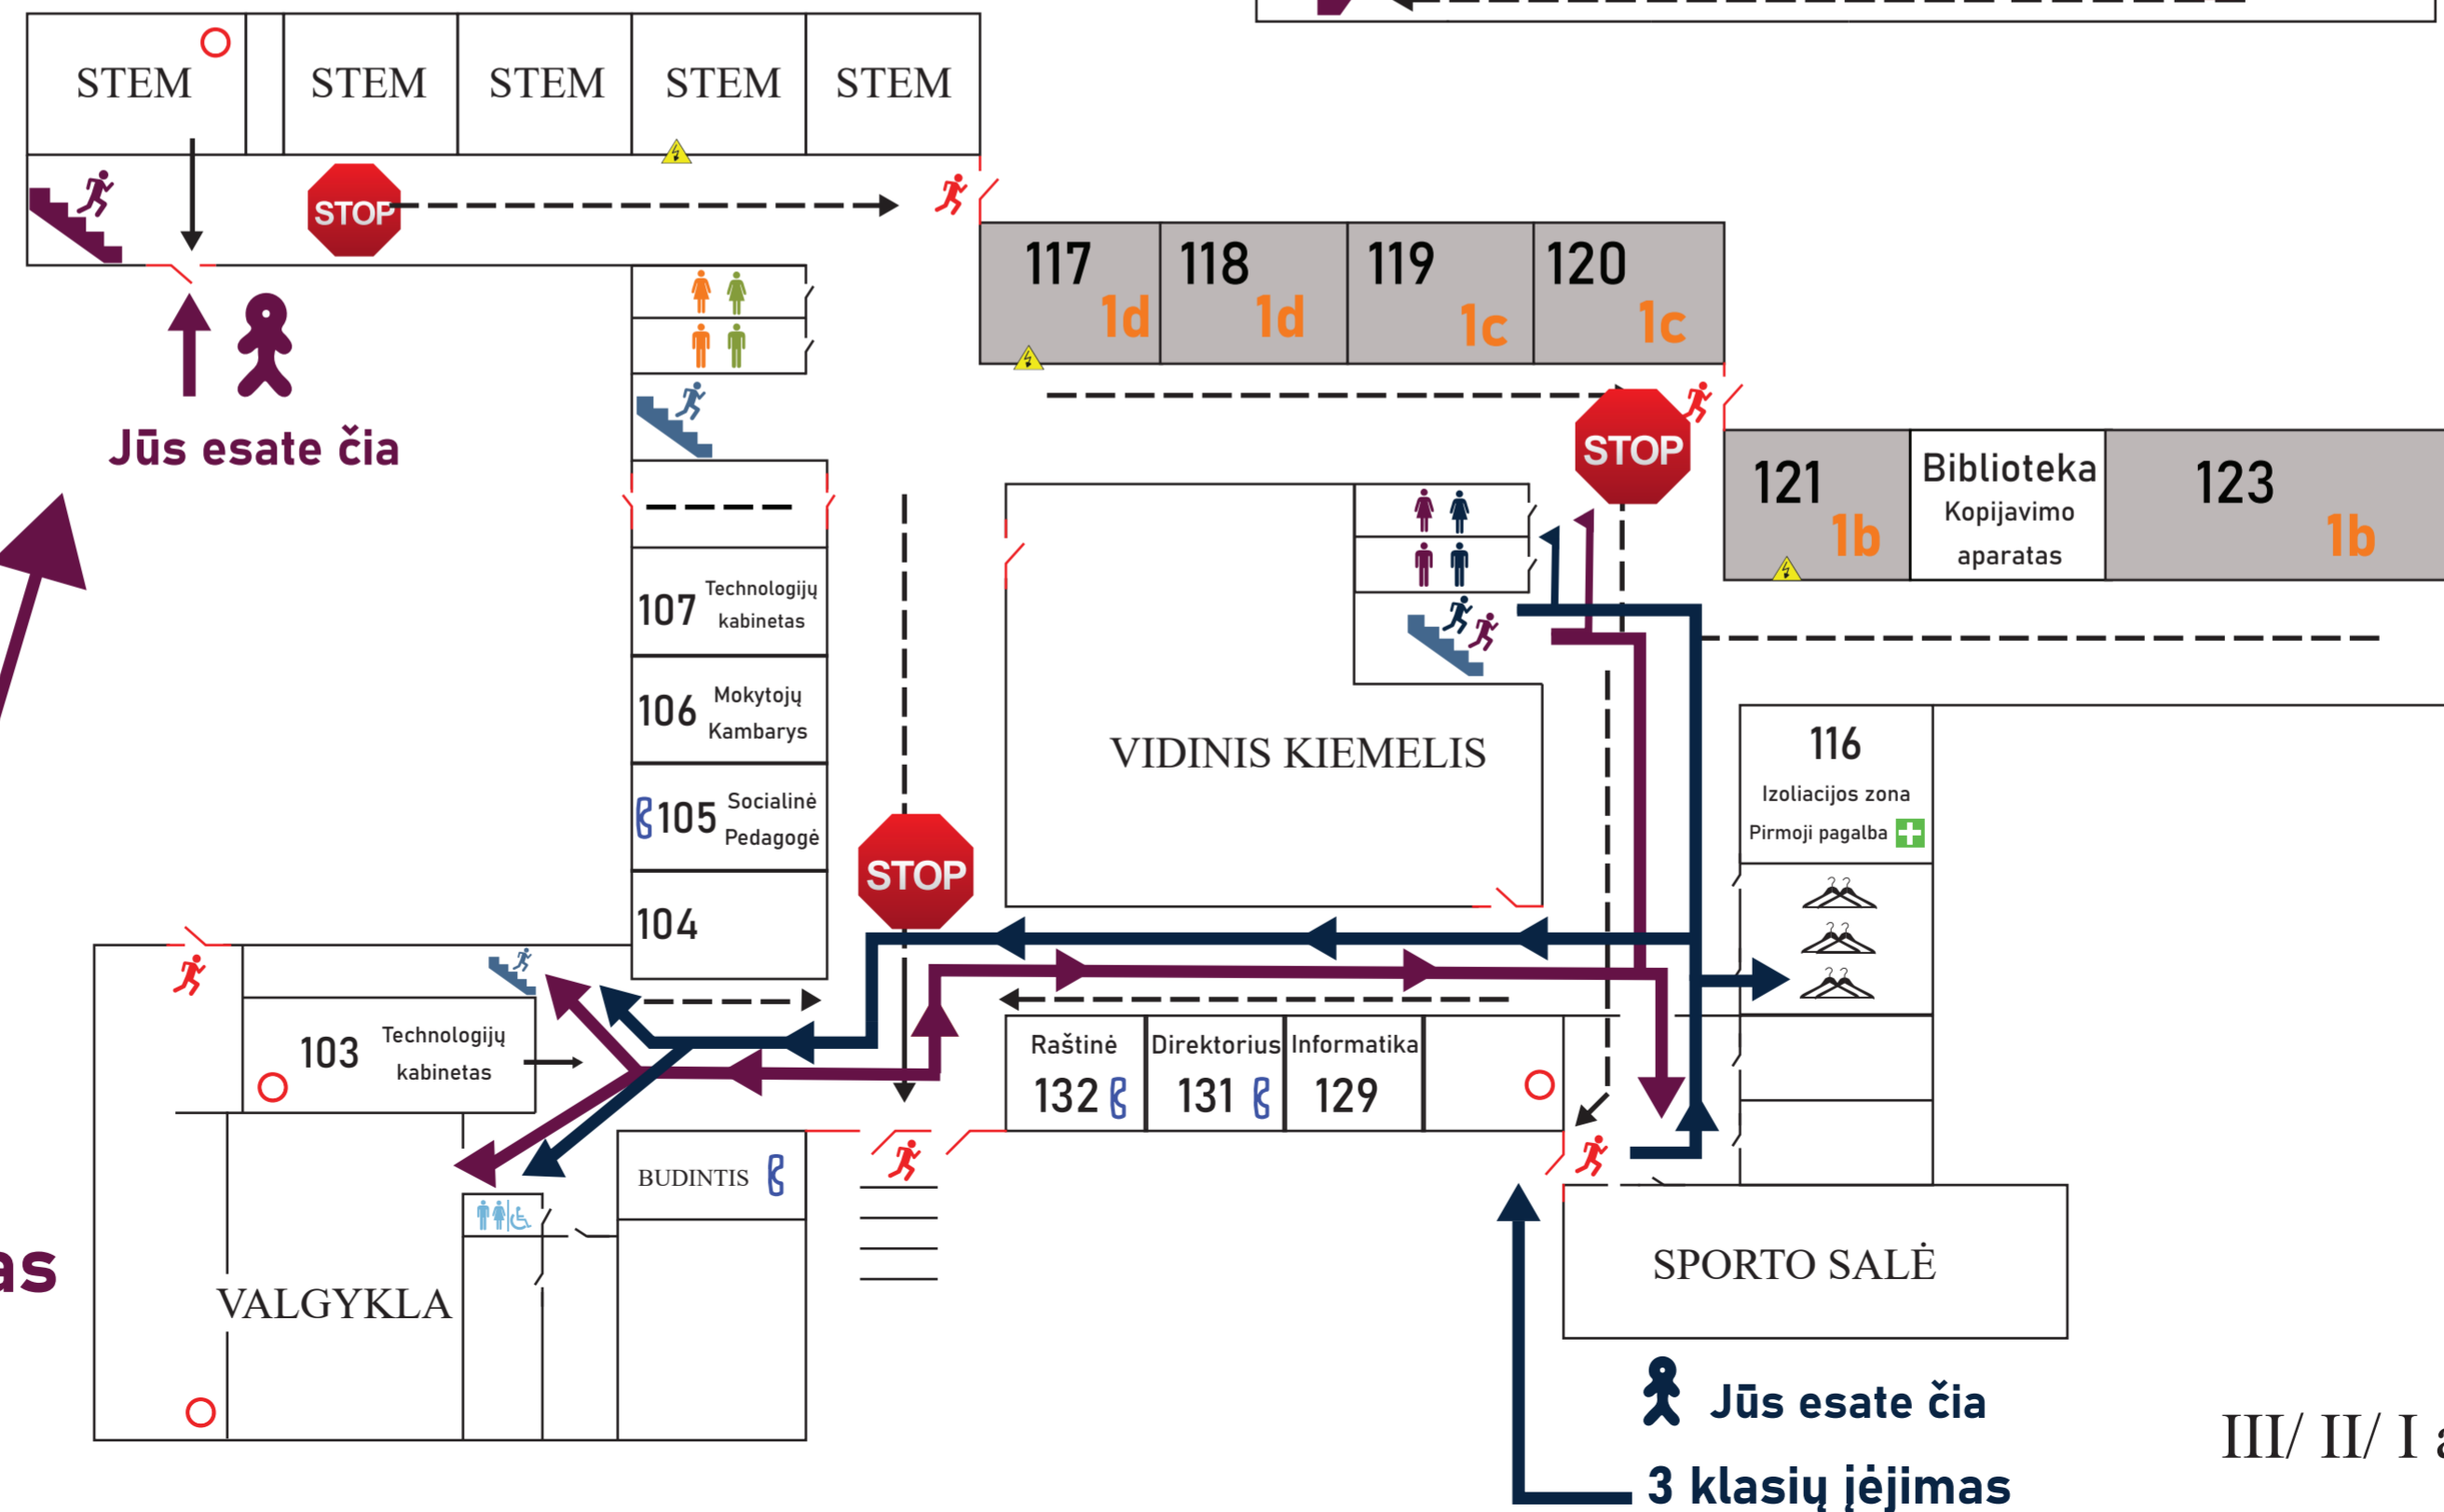 STEM
STEM
STEM
STEM
STEM
STOP
117
1d
118
1d
119
1c
120
1c
STOP
121
1b
Biblioteka
Kopijavimo
aparatas
123
1b
Jūs esate čia
107 Technologijų
kabinetas
106 Mokytojų
Kambarys
105 Socialinė
Pedagogė
104
STOP
VIDINIS KIEMELIS
116
Izoliacijos zona
Pirmoji pagalba
103 Technologijų
kabinetas
Raštinė
132
Direktorius
131
Informatika
129
BUDINTIS
VALGYKLA
SPORTO SALĖ
as
Jūs esate čia
3 klasių įėjimas
III/ II/ I a